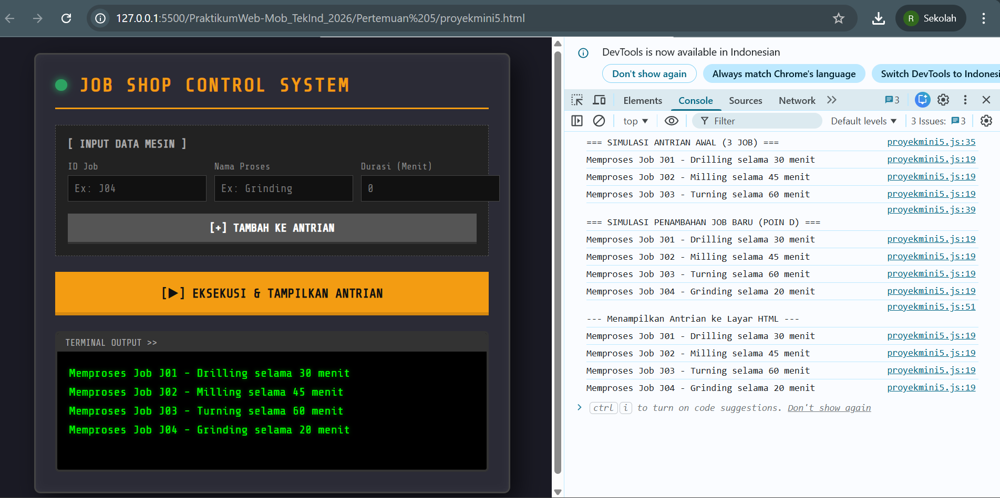 127.0.0.1:5500/PraktikumWeb-Mob_TekInd_2026/Pertemuan%205/proyekmini5.html
R Sekolah
JOB SHOP CONTROL SYSTEM
[ INPUT DATA MESIN ]
ID Job Nama Proses Durasi (Menit)
Ex: J04 Ex: Grinding 0
[+] TAMBAH KE ANTRIAN
[▶] EKSEKUSI & TAMPILKAN ANTRIAN
TERMINAL OUTPUT >>
Memproses Job J01 - Drilling selama 30 menit
Memproses Job J02 - Milling selama 45 menit
Memproses Job J03 - Turning selama 60 menit
Memproses Job J04 - Grinding selama 20 menit
DevTools is now available in Indonesian
Don't show again Always match Chrome's language Switch DevTools to Indonesi
Elements Console Sources Network 3
top Filter Default levels 3 Issues: 3
=== SIMULASI ANTRIAN AWAL (3 JOB) === proyekmini5.js:35
Memproses Job J01 - Drilling selama 30 menit proyekmini5.js:19
Memproses Job J02 - Milling selama 45 menit proyekmini5.js:19
Memproses Job J03 - Turning selama 60 menit proyekmini5.js:19
proyekmini5.js:39
=== SIMULASI PENAMBAHAN JOB BARU (POIN D) ===
Memproses Job J01 - Drilling selama 30 menit proyekmini5.js:19
Memproses Job J02 - Milling selama 45 menit proyekmini5.js:19
Memproses Job J03 - Turning selama 60 menit proyekmini5.js:19
Memproses Job J04 - Grinding selama 20 menit proyekmini5.js:19
proyekmini5.js:51
--- Menampilkan Antrian ke Layar HTML ---
Memproses Job J01 - Drilling selama 30 menit proyekmini5.js:19
Memproses Job J02 - Milling selama 45 menit proyekmini5.js:19
Memproses Job J03 - Turning selama 60 menit proyekmini5.js:19
Memproses Job J04 - Grinding selama 20 menit proyekmini5.js:19
ctrl i to turn on code suggestions. Don't show again